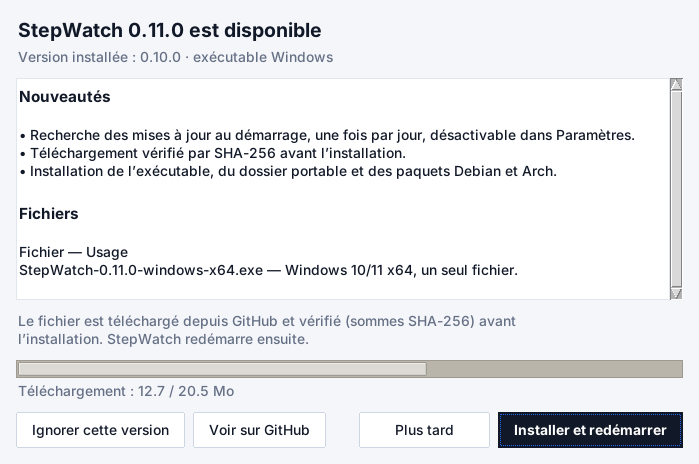 StepWatch 0.11.0 est disponible
Version installée : 0.10.0 · exécutable Windows
Nouveautés
• Recherche des mises à jour au démarrage, une fois par jour, désactivable dans Paramètres.
• Téléchargement vérifié par SHA-256 avant l’installation.
• Installation de l’exécutable, du dossier portable et des paquets Debian et Arch.
Fichiers
Fichier — Usage
StepWatch-0.11.0-windows-x64.exe — Windows 10/11 x64, un seul fichier.
Le fichier est téléchargé depuis GitHub et vérifié (sommes SHA-256) avant
l’installation. StepWatch redémarre ensuite.
Téléchargement : 12.7 / 20.5 Mo
Ignorer cette version
Voir sur GitHub
Plus tard
Installer et redémarrer